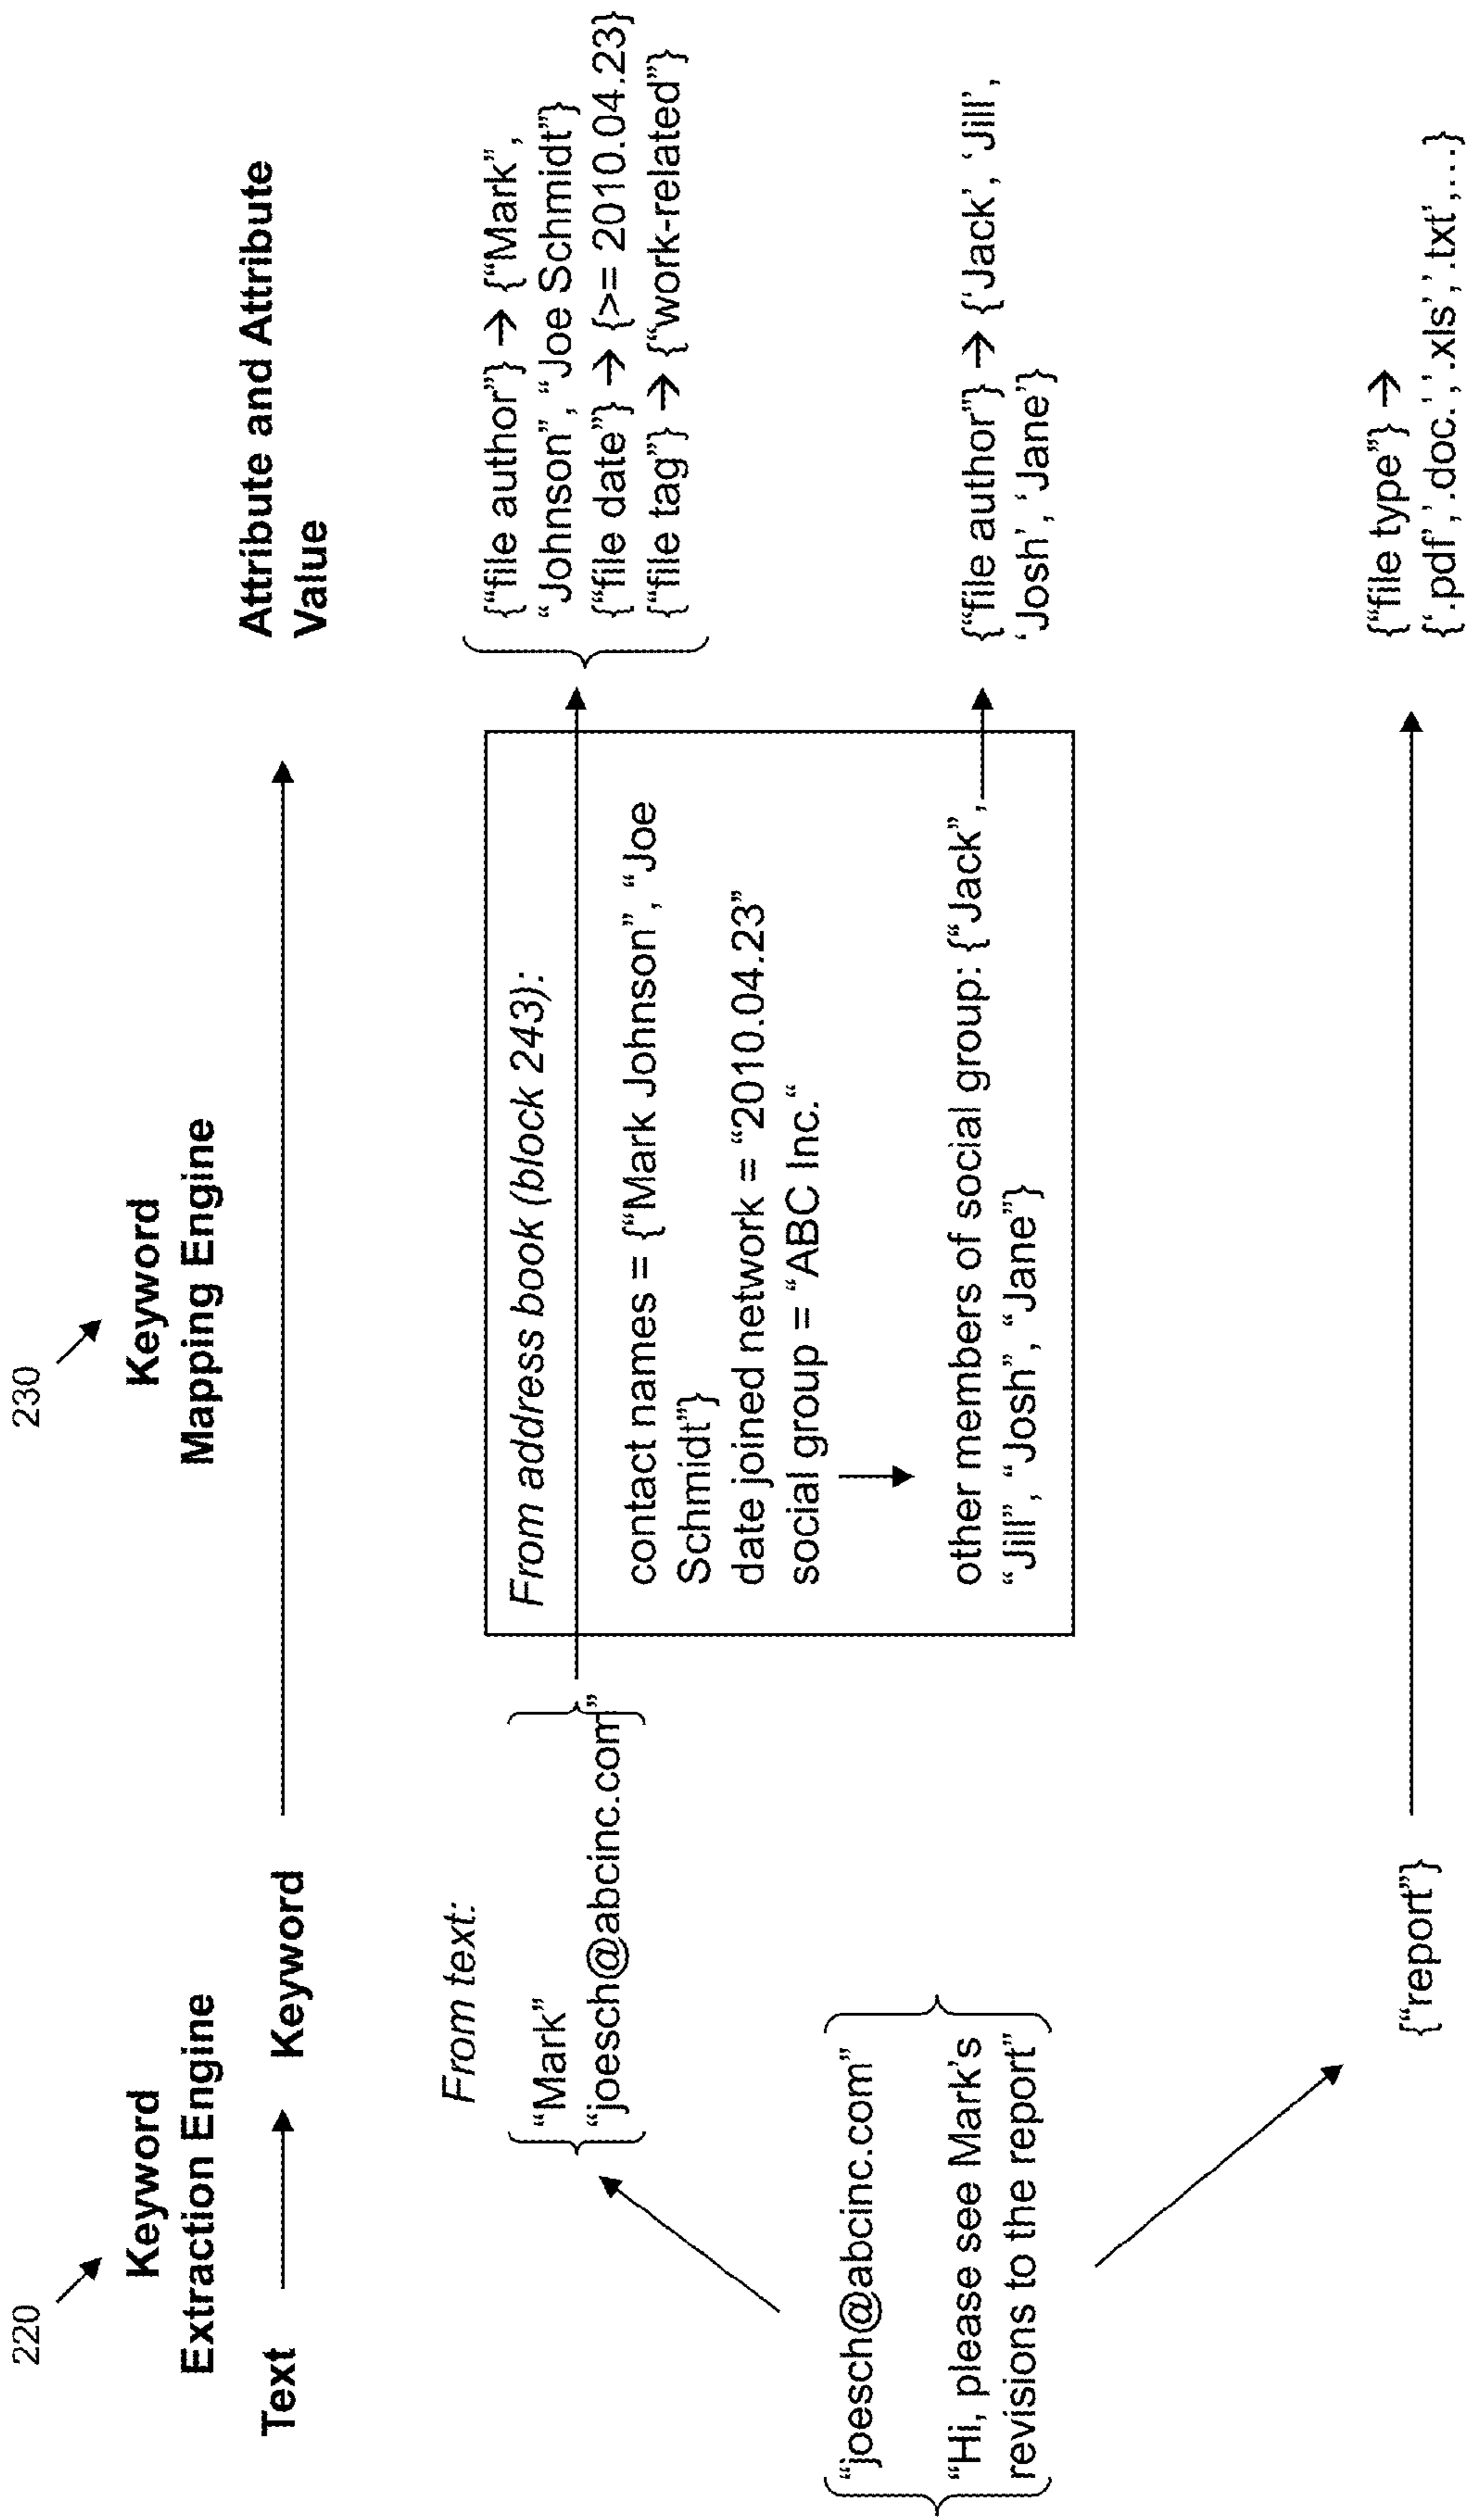 220
230
Keyword
Extraction Engine
Keyword
Mapping Engine
Text
Keyword
Attribute and Attribute
Value
From text:
“Mark”
“joesch@abcinc.com”
“joesch@abcinc.com”
“Hi, please see Mark’s
revisions to the report”
{“report”}
From address book (block 243):
contact names = {“Mark Johnson”, “Joe
Schmidt”}
date joined network = “2010.04.23”
social group = “ABC Inc.“
other members of social group: {“Jack”,
“Jill”, “Josh”, “Jane”}
{“file author”} → {“Mark”,
“Johnson”, “Joe Schmidt”}
{“file date”} → {>= 2010.04.23}
{“file tag”} → {“work-related”}
{“file author”} → {‘Jack’, ‘Jill’,
‘Josh’, ‘Jane’}
{“file type”} →
{‘.pdf’,’.doc.’,’.xls’,’.txt’,…}